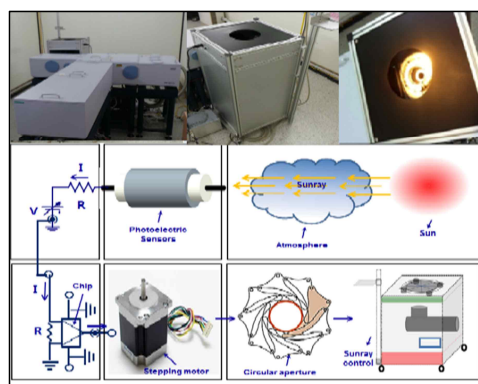 I
R
V
Photoelectric
Sensors
Sunray
Atmosphere
Sun
I
R
Chip
Stepping motor
Circular aperture
Sunray
control